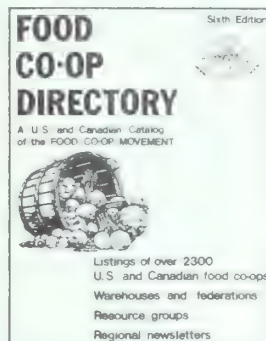 FOOD
Sixth Edition
CO·OP
DIRECTORY
A U.S. and Canadian Catalog
of the FOOD CO-OP MOVEMENT
Listings of over 2300
U.S. and Canadian food co-ops
Warehouses and federations
Resource groups
Regional newsletters